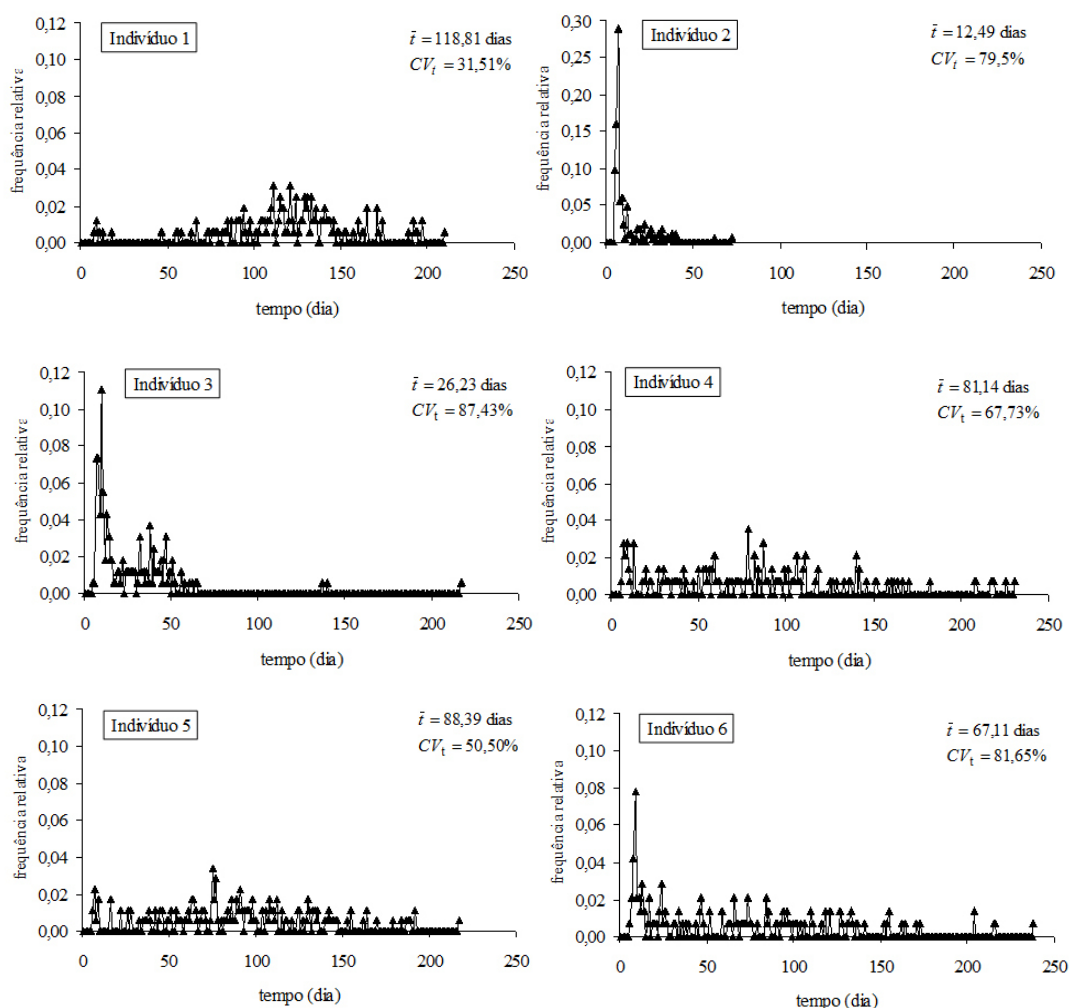 Indivíduo 1
t̄ = 118,81 dias
CVt = 31,51%
frequência relativa
0,12
0,10
0,08
0,06
0,04
0,02
0,00
0 50 100 150 200 250
tempo (dia)
Indivíduo 2
t̄ = 12,49 dias
CVt = 79,5%
frequência relativa
0,30
0,25
0,20
0,15
0,10
0,05
0,00
0 50 100 150 200 250
tempo (dia)
Indivíduo 3
t̄ = 26,23 dias
CVt = 87,43%
frequência relativa
0,12
0,10
0,08
0,06
0,04
0,02
0,00
0 50 100 150 200 250
tempo (dia)
Indivíduo 4
t̄ = 81,14 dias
CVt = 67,73%
frequência relativa
0,12
0,10
0,08
0,06
0,04
0,02
0,00
0 50 100 150 200 250
tempo (dia)
Indivíduo 5
t̄ = 88,39 dias
CVt = 50,50%
frequência relativa
0,12
0,10
0,08
0,06
0,04
0,02
0,00
0 50 100 150 200 250
tempo (dia)
Indivíduo 6
t̄ = 67,11 dias
CVt = 81,65%
frequência relativa
0,12
0,10
0,08
0,06
0,04
0,02
0,00
0 50 100 150 200 250
tempo (dia)